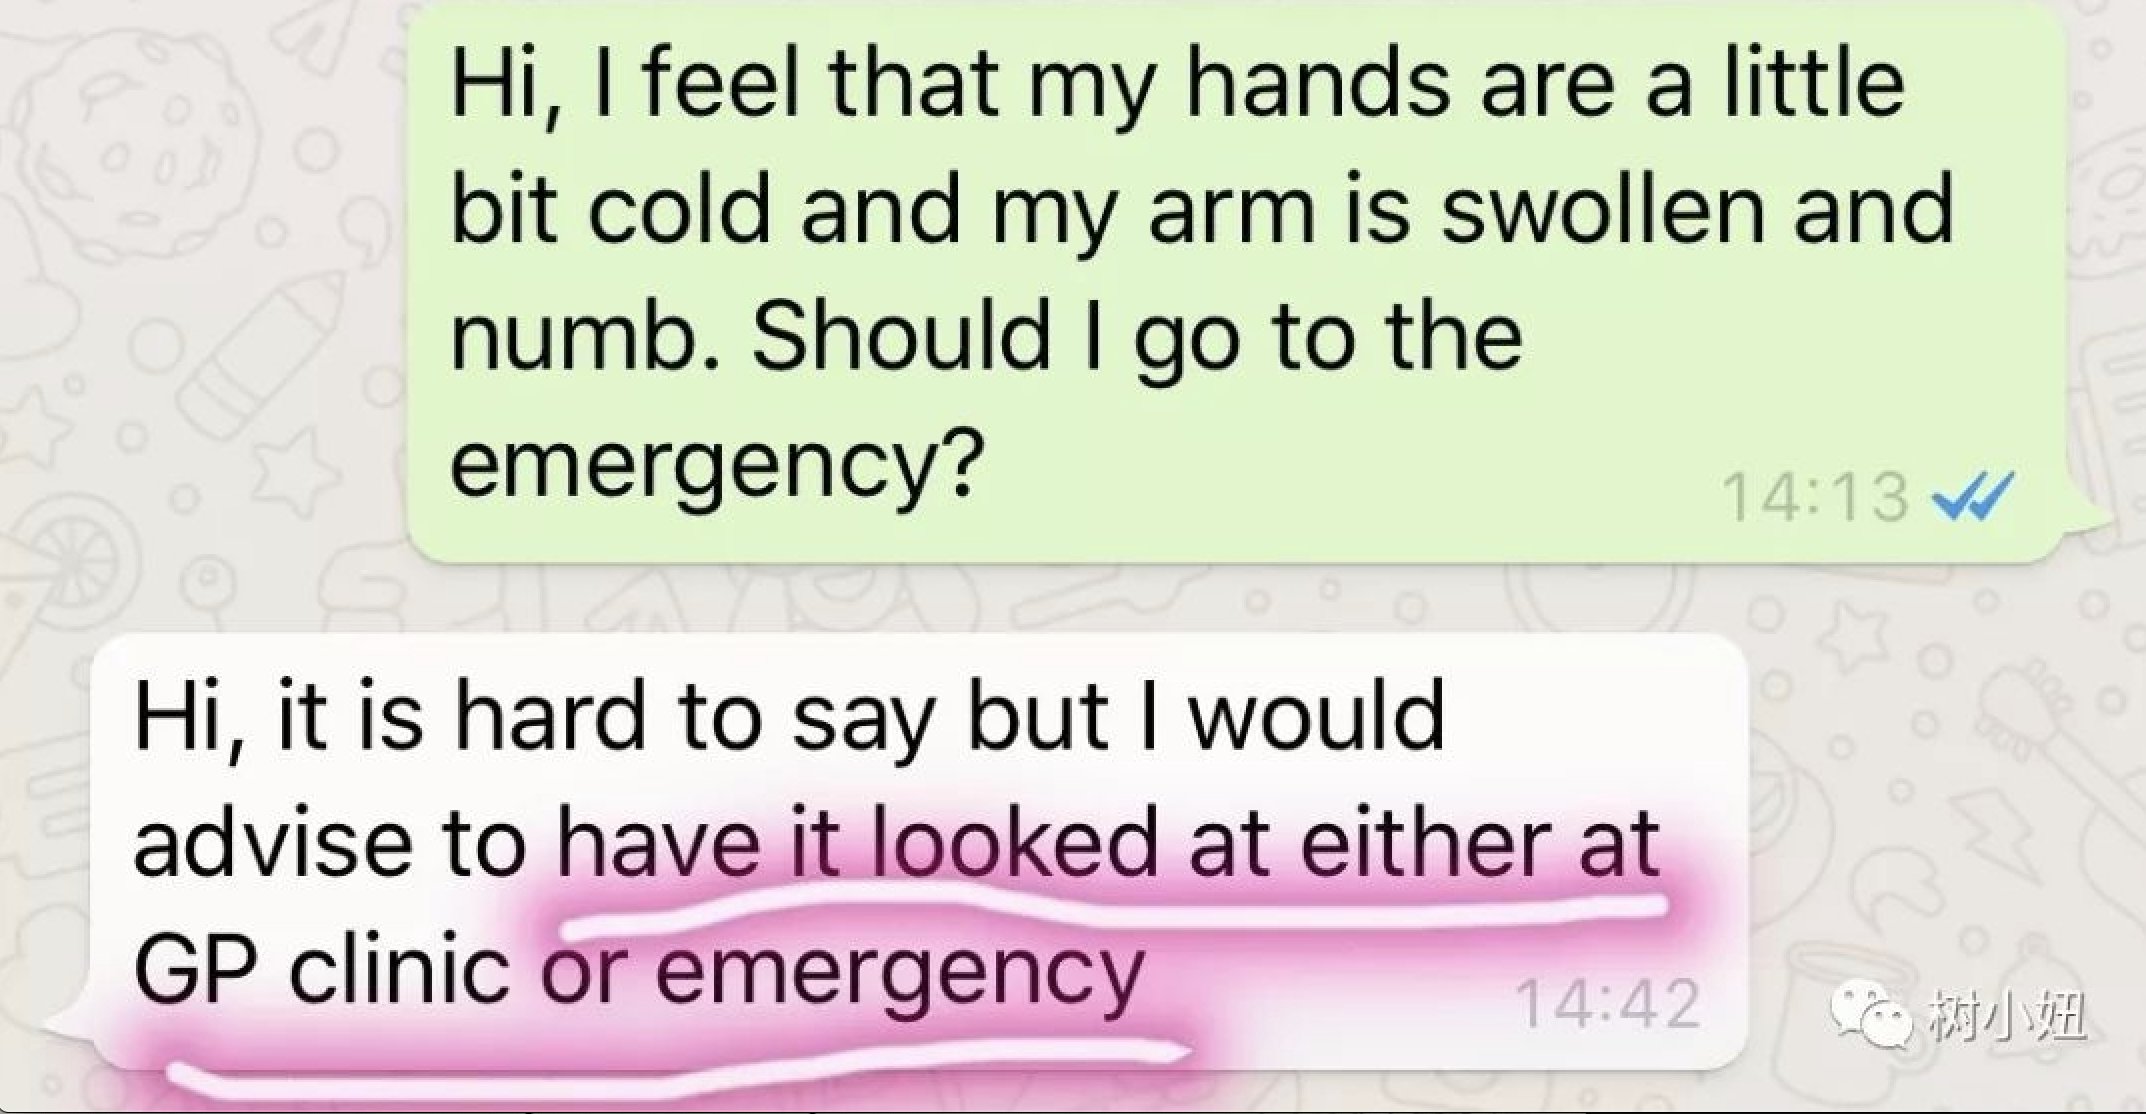 Hi, I feel that my hands are a little
bit cold and my arm is swollen and
numb. Should I go to the
emergency?
14:13
Hi, it is hard to say but I would
advise to have it looked at either at
GP clinic or emergency
14:42
树小妞